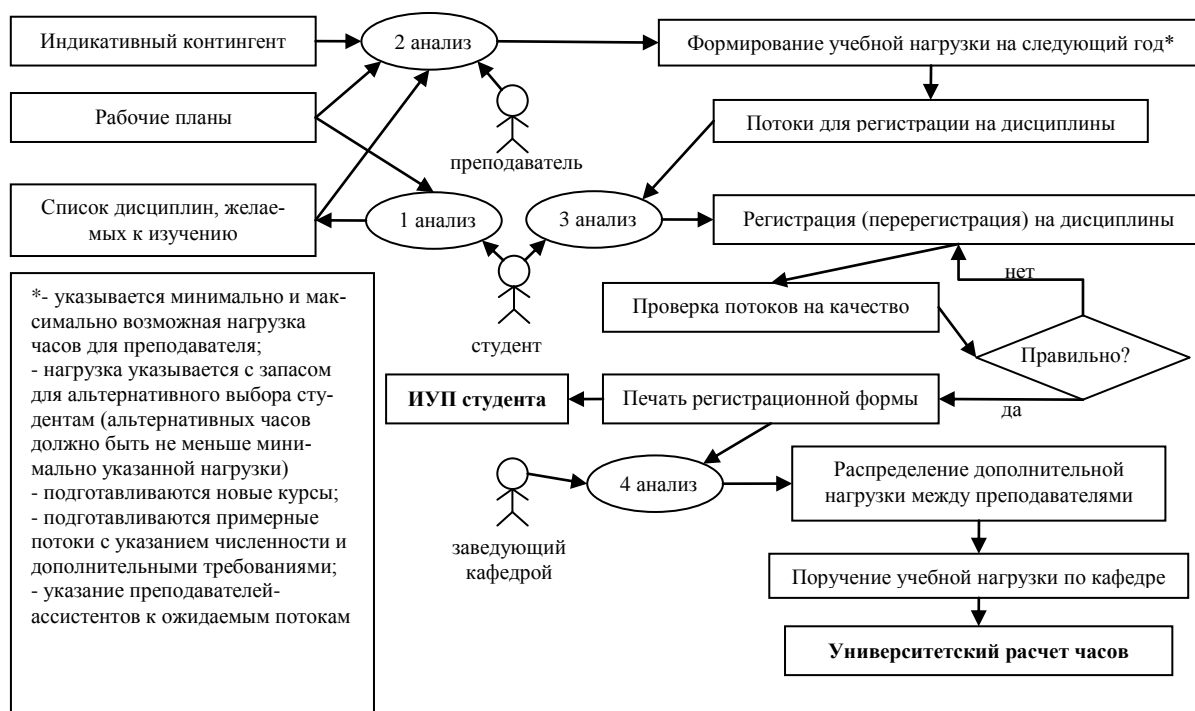 Индикативный контингент
2 анализ
Формирование учебной нагрузки на следующий год*
Рабочие планы
преподаватель
Потоки для регистрации на дисциплины
Список дисциплин, желае-
мых к изучению
1 анализ
3 анализ
Регистрация (перерегистрация) на дисциплины
нет
студент
Проверка потоков на качество
Правильно?
да
*- указывается минимально и мак-
симально возможная нагрузка
часов для преподавателя;
- нагрузка указывается с запасом
для альтернативного выбора сту-
дентам (альтернативных часов
должно быть не меньше мини-
мально указанной нагрузки)
- подготавливаются новые курсы;
- подготавливаются примерные
потоки с указанием численности и
дополнительными требованиями;
- указание преподавателей-
ассистентов к ожидаемым потокам
ИУП студента
Печать регистрационной формы
заведующий
кафедрой
4 анализ
Распределение дополнительной
нагрузки между преподавателями
Поручение учебной нагрузки по кафедре
Университетский расчет часов